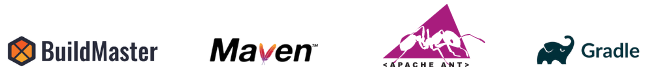 BuildMaster
Maven™
<APACHE ANT>
Gradle